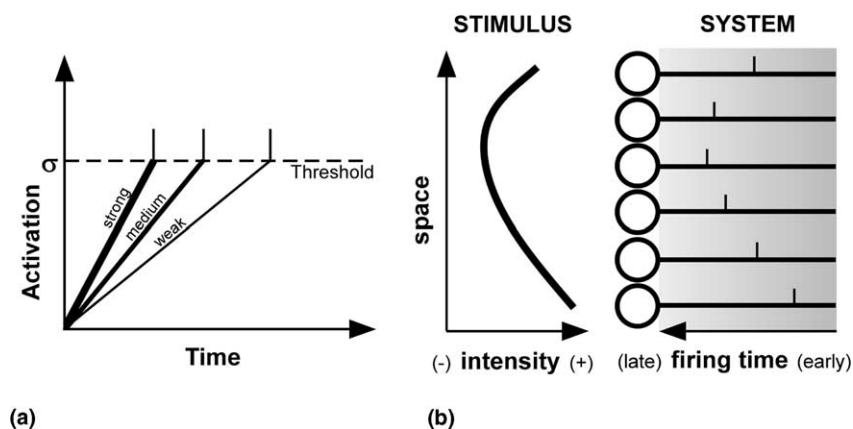 Activation
σ
strong
medium
weak
Threshold
Time
(a)
STIMULUS
space
(-) intensity (+)
SYSTEM
(late) firing time (early)
(b)